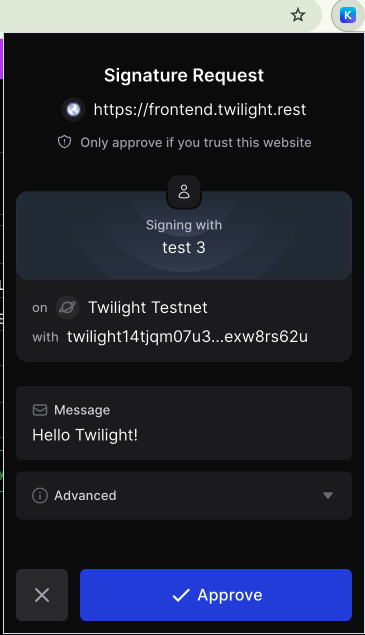 K
Signature Request
https://frontend.twilight.rest
Only approve if you trust this website
Signing with
test 3
on Twilight Testnet
with twilight14tjqm07u3...exw8rs62u
Message
Hello Twilight!
Advanced
Approve